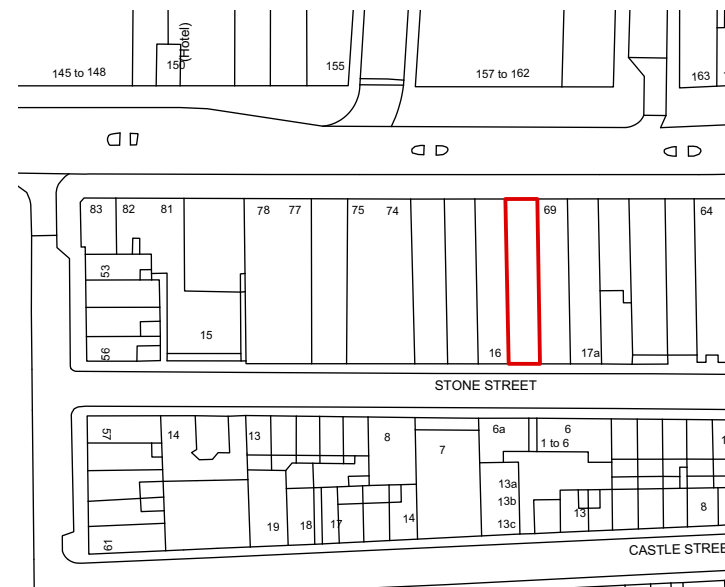 145 to 148
150
(Hotel)
155
157 to 162
163
83
82
81
78
77
75
74
69
64
53
56
15
16
17a
STONE STREET
57
14
13
8
7
6a
6
1 to 6
13a
13b
13c
13
8
19
18
17
14
61
CASTLE STREE